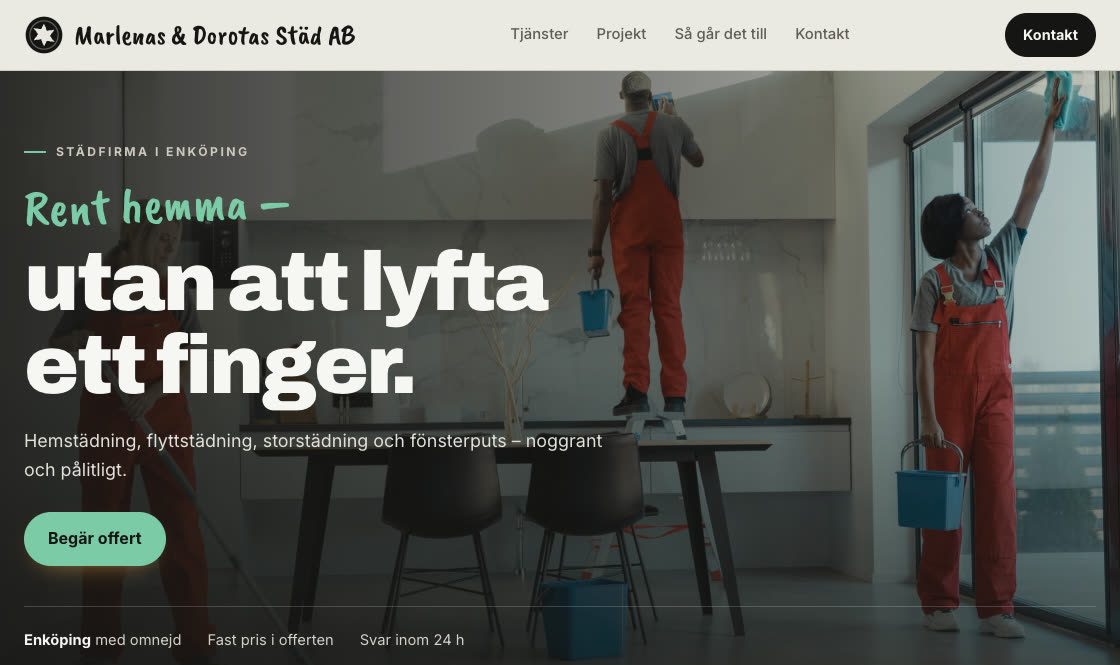 Marlenas & Dorotas Städ AB
Tjänster Projekt Så går det till Kontakt
Kontakt
STÄDFIRMA I ENKÖPING
Rent hemma –
utan att lyfta
ett finger.
Hemstädning, flyttstädning, storstädning och fönsterputs – noggrant
och pålitligt.
Begär offert
Enköping med omnejd Fast pris i offerten Svar inom 24 h